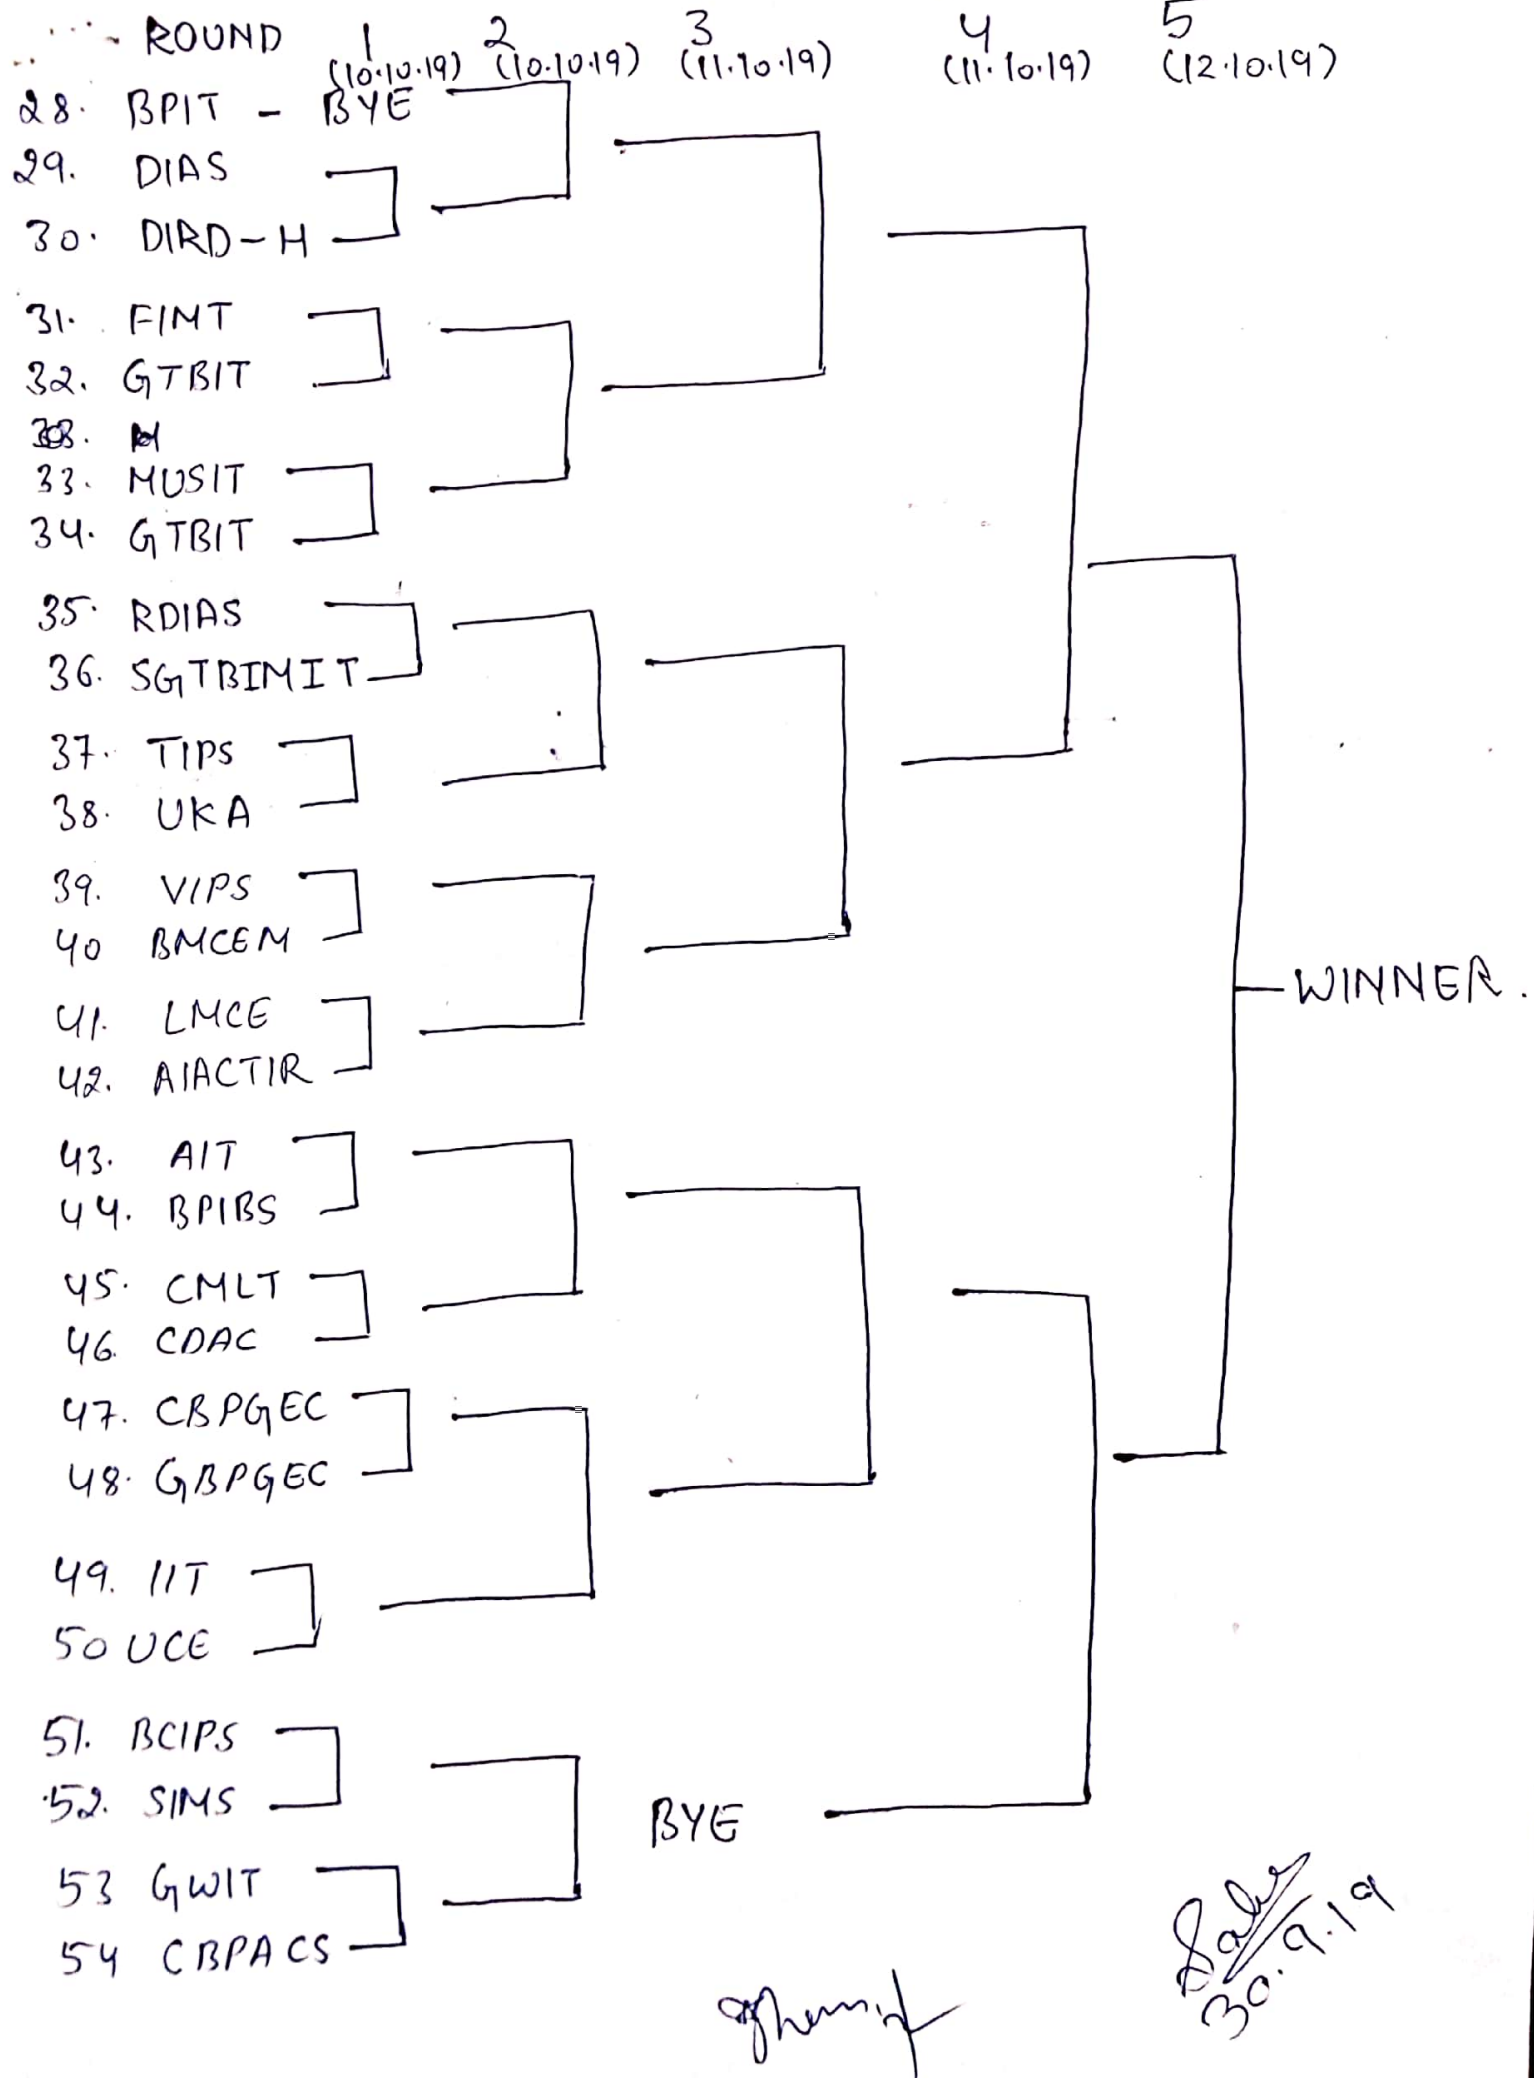 ROUND 1 2 3 4 5
(10.10.19) (10.10.19) (11.10.19) (11.10.19) (12.10.19)
28. BPIT - BYE
29. DIAS
30. DIRD-H
31. FIMT
32. GTBIT
33. MUSIT
34. GTBIT
35. RDIAS
36. SGTBIMIT
37. TIPS
38. UKA
39. VIPS
40 BMCEM
WINNER.
41. LMCE
42. AIACTIR
43. AIT
44. BPIBS
45. CMLT
46. CDAC
47. CBPGEC
48. GBPGEC
49. IIT
50 UCE
51. BCIPS
52. SIMS
BYE
53 GWIT
54 CBPACS
30.9.19